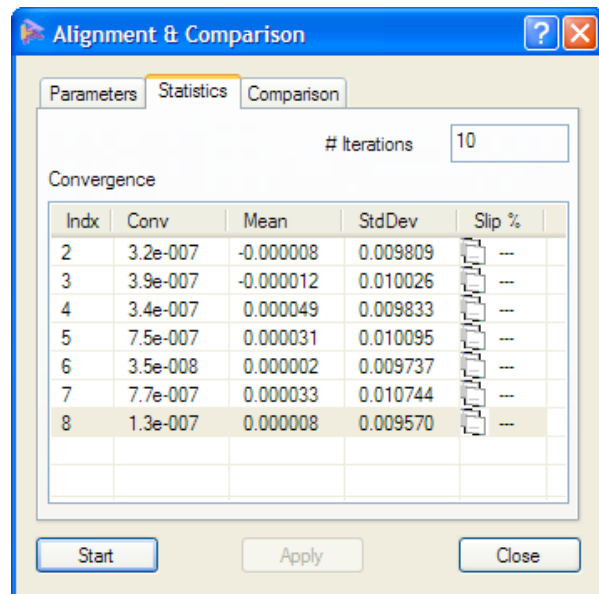 Alignment & Comparison ?
Parameters Statistics Comparison
# Iterations 10
Convergence
Indx Conv Mean StdDev Slip %
2 3.2e-007 -0.000008 0.009809 ---
3 3.9e-007 -0.000012 0.010026 ---
4 3.4e-007 0.000049 0.009833 ---
5 7.5e-007 0.000031 0.010095 ---
6 3.5e-008 0.000002 0.009737 ---
7 7.7e-007 0.000033 0.010744 ---
8 1.3e-007 0.000008 0.009570 ---
Start Apply Close